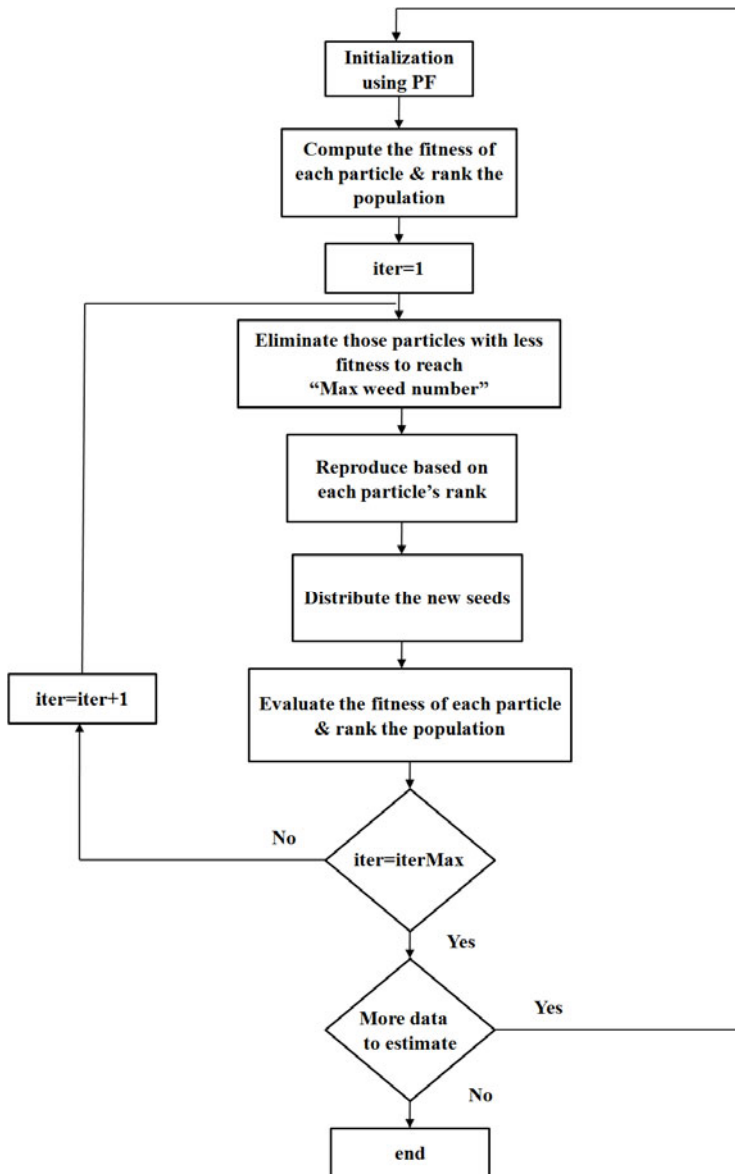 Initialization
using PF
Compute the fitness of
each particle & rank the
population
iter=1
Eliminate those particles with less
fitness to reach
“Max weed number”
Reproduce based on
each particle’s rank
Distribute the new seeds
iter=iter+1
Evaluate the fitness of each particle
& rank the population
No
iter=iterMax
Yes
More data
to estimate
Yes
No
end